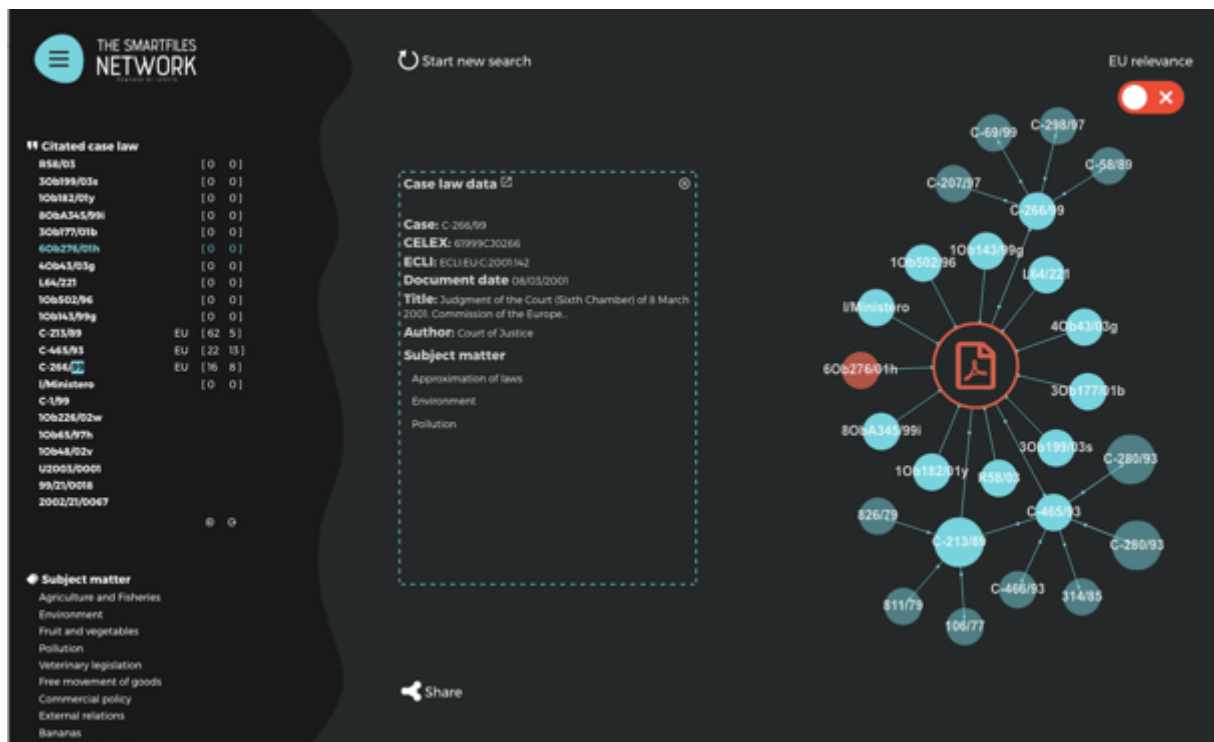 THE SMARTFILES
NETWORK
Start new search
EU relevance
Citated case law
R58/03 [0 0]
3Ob199/03s [0 0]
1Ob182/01y [0 0]
8ObA345/99i [0 0]
3Ob177/01b [0 0]
6Ob276/01h [0 0]
4Ob43/03g [0 0]
L64/221 [0 0]
1Ob502/96 [0 0]
1Ob143/99g [0 0]
C-213/89 EU [62 5]
C-465/93 EU [22 13]
C-266/99 EU [16 8]
I/Ministero [0 0]
C-1/99
1Ob226/02w
1Ob65/97h
1Ob48/02v
U2003/0001
99/21/0018
2002/21/0067
Subject matter
Agriculture and Fisheries
Environment
Fruit and vegetables
Pollution
Veterinary legislation
Free movement of goods
Commercial policy
External relations
Bananas
Case law data
Case: C-266/99
CELEX: 61999CJ0266
ECLI: ECLI:EU:C:2001:142
Document date 08/03/2001
Title: Judgment of the Court (Sixth Chamber) of 8 March
2001. Commission of the Europe...
Author: Court of Justice
Subject matter
Approximation of laws
Environment
Pollution
Share
C-69/99
C-298/97
C-58/89
C-207/97
C-266/99
1Ob143/99g
1Ob502/96
L64/221
I/Ministero
4Ob43/03g
6Ob276/01h
3Ob177/01b
8ObA345/99i
3Ob199/03s
C-280/93
1Ob182/01y
R58/03
826/79
C-465/93
C-213/89
C-280/93
C-466/93
314/85
811/79
106/77